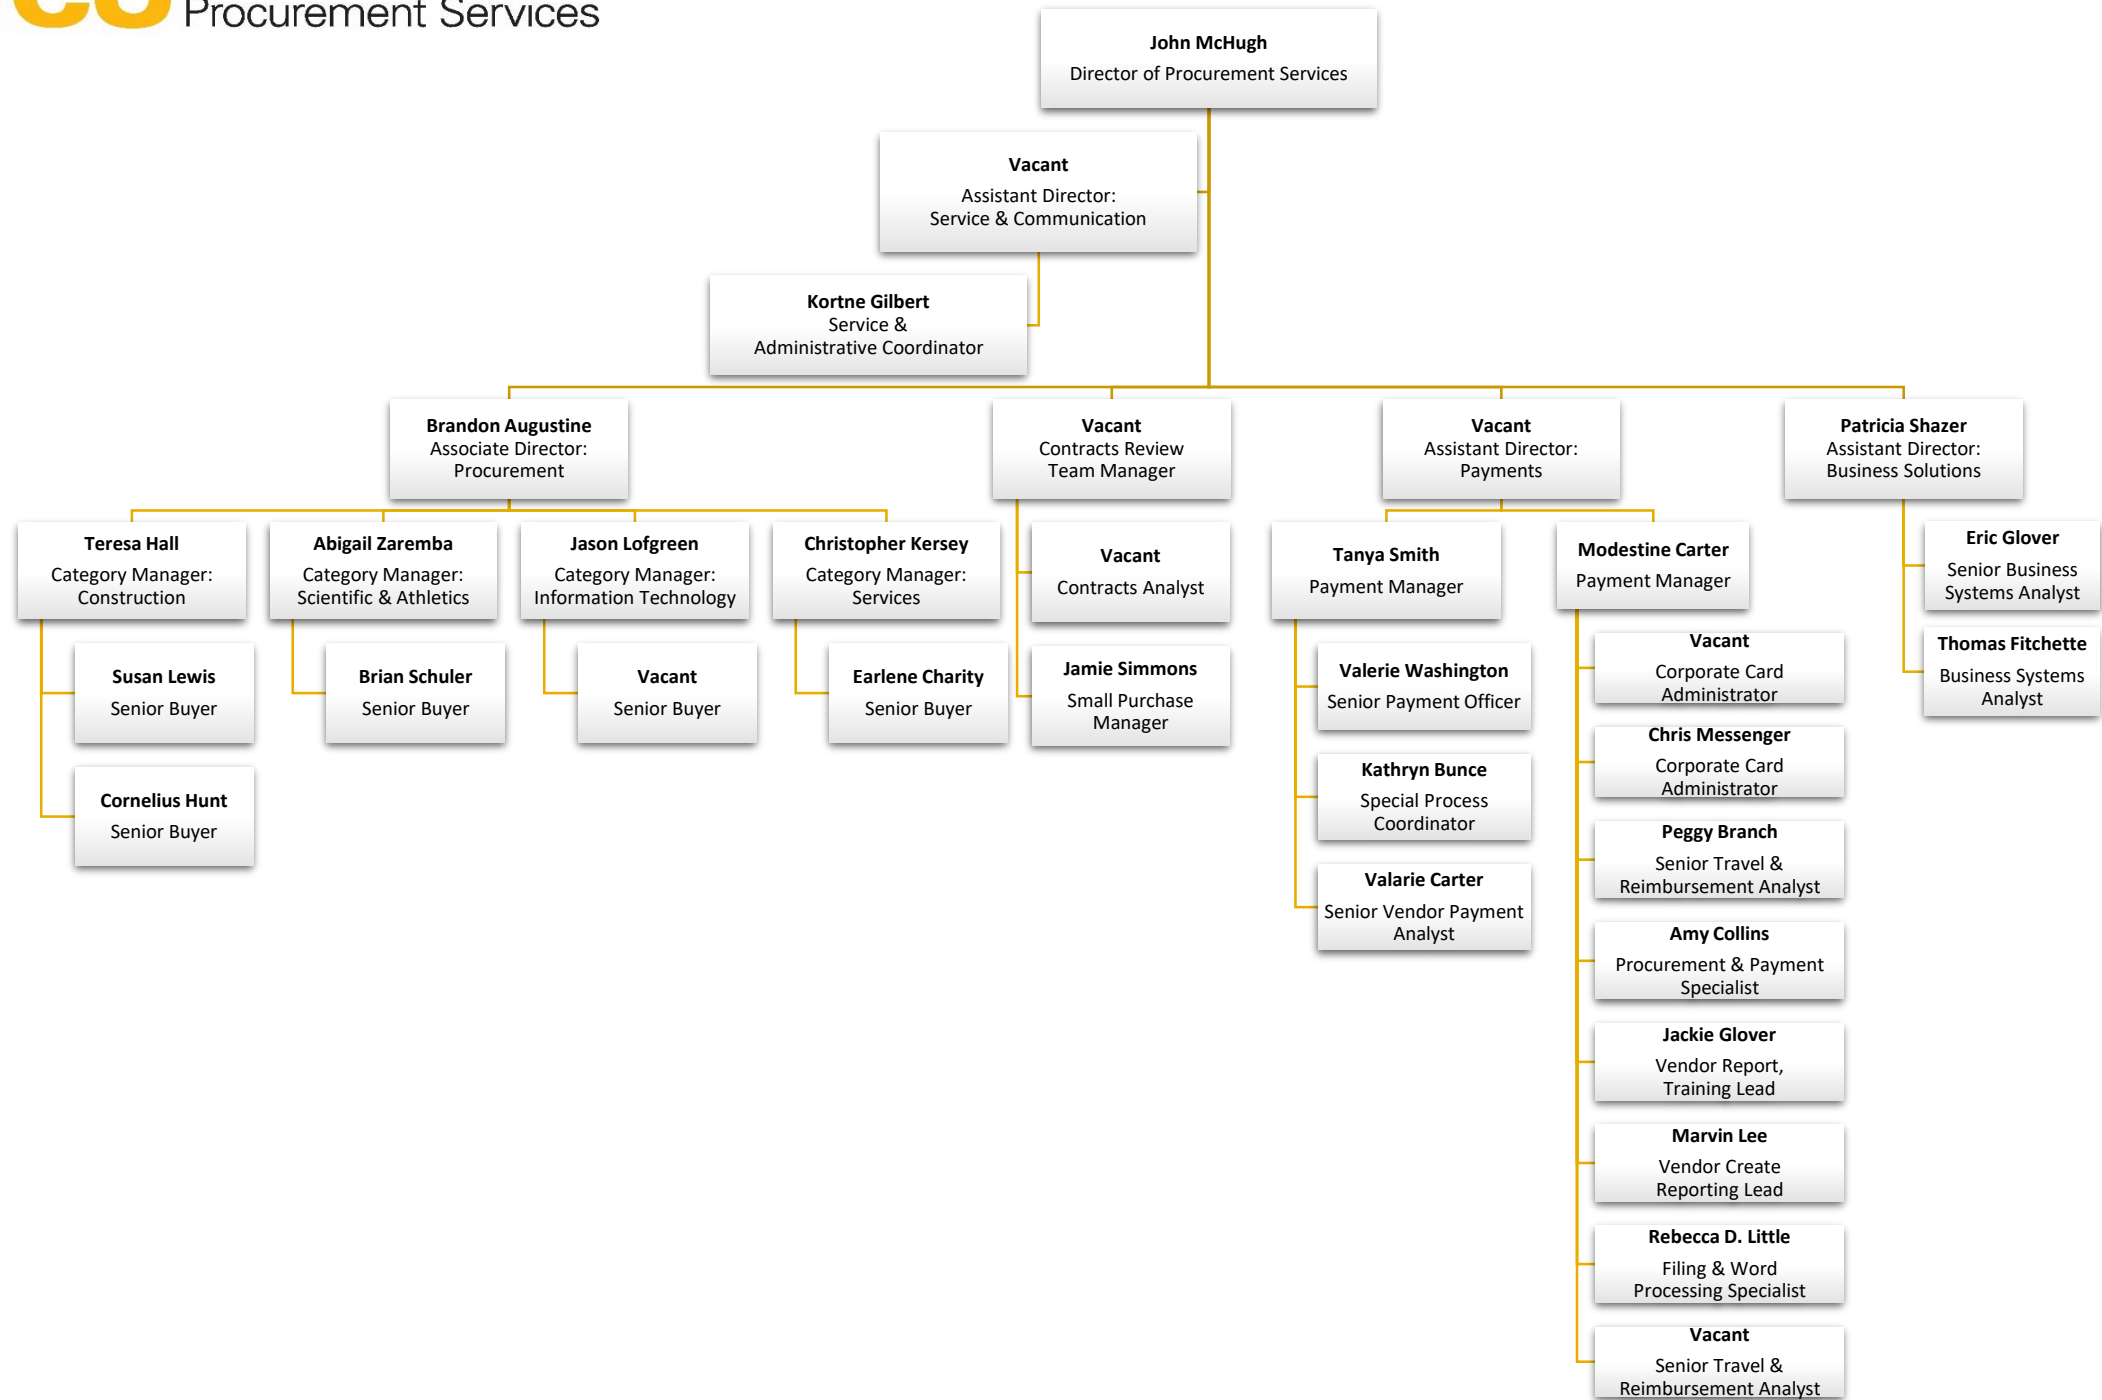 Procurement Services
John McHugh
Director of Procurement Services
Vacant
Assistant Director:
Service & Communication
Kortne Gilbert
Service &
Administrative Coordinator
Brandon Augustine
Associate Director:
Procurement
Vacant
Contracts Review
Team Manager
Vacant
Assistant Director:
Payments
Patricia Shazer
Assistant Director:
Business Solutions
Teresa Hall
Category Manager:
Construction
Abigail Zaremba
Category Manager:
Scientific & Athletics
Jason Lofgreen
Category Manager:
Information Technology
Christopher Kersey
Category Manager:
Services
Susan Lewis
Senior Buyer
Cornelius Hunt
Senior Buyer
Brian Schuler
Senior Buyer
Vacant
Senior Buyer
Earlene Charity
Senior Buyer
Vacant
Contracts Analyst
Jamie Simmons
Small Purchase
Manager
Tanya Smith
Payment Manager
Valerie Washington
Senior Payment Officer
Kathryn Bunce
Special Process
Coordinator
Valarie Carter
Senior Vendor Payment
Analyst
Modestine Carter
Payment Manager
Vacant
Corporate Card
Administrator
Chris Messenger
Corporate Card
Administrator
Peggy Branch
Senior Travel &
Reimbursement Analyst
Amy Collins
Procurement & Payment
Specialist
Jackie Glover
Vendor Report,
Training Lead
Marvin Lee
Vendor Create
Reporting Lead
Rebecca D. Little
Filing & Word
Processing Specialist
Vacant
Senior Travel &
Reimbursement Analyst
Eric Glover
Senior Business
Systems Analyst
Thomas Fitchette
Business Systems
Analyst